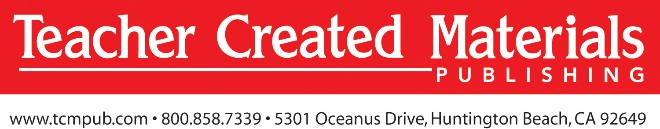 Teacher Created Materials
PUBLISHING
www.tcmpub.com • 800.858.7339 • 5301 Oceanus Drive, Huntington Beach, CA 92649